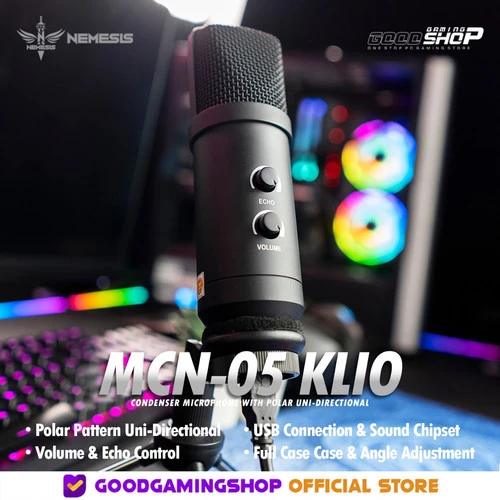 NEMESIS
NEMESIS
GAMING
GOOD SHOP
ONE STOP PC GAMING STORE
ECHO
VOLUME
MCN-05 KLIO
CONDENSER MICROPHONE WITH POLAR UNI-DIRECTIONAL
• Polar Pattern Uni-Directional
• USB Connection & Sound Chipset
• Volume & Echo Control
• Full Case Case & Angle Adjustment
GOODGAMINGSHOP OFFICIAL STORE